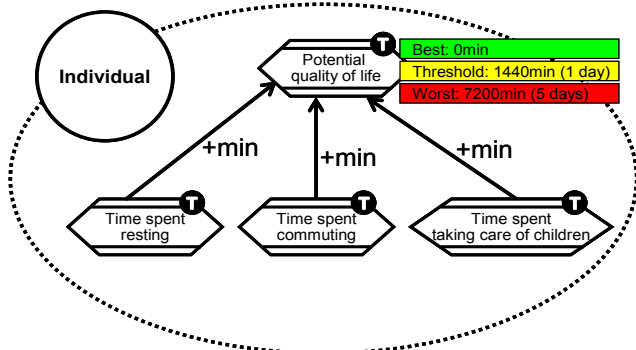 Individual
T
Potential
quality of life
Best: 0min
Threshold: 1440min (1 day)
Worst: 7200min (5 days)
+min
+min
+min
T
Time spent
resting
T
Time spent
commuting
T
Time spent
taking care of children